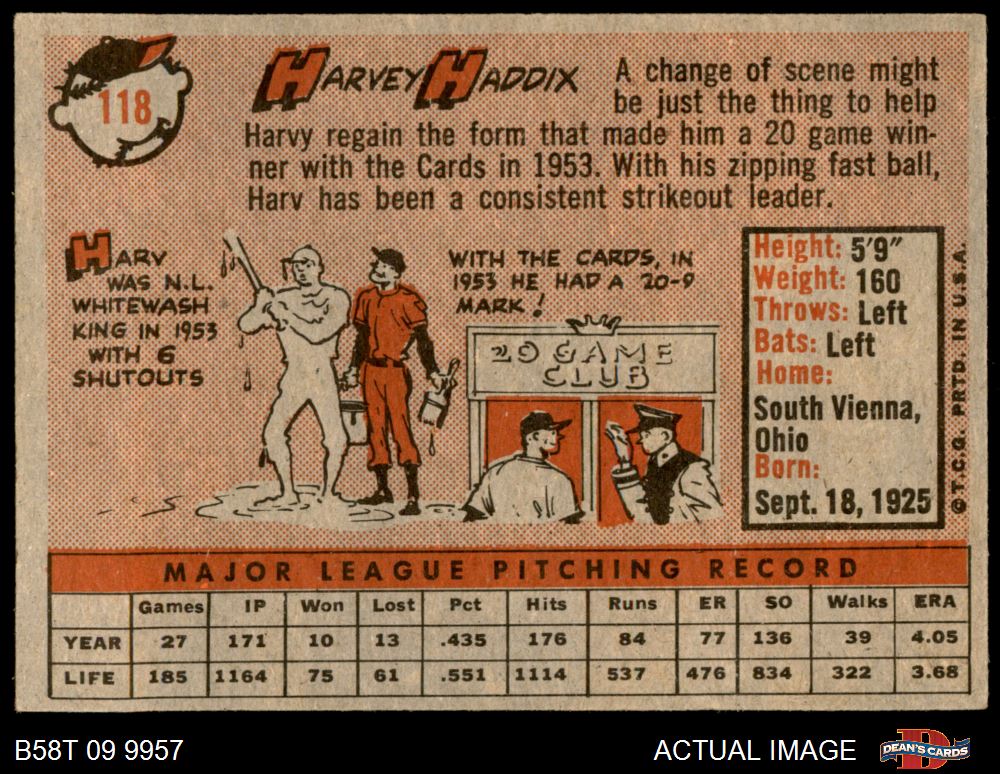 118
HARVEY HADDIX
A change of scene might
be just the thing to help
Harvy regain the form that made him a 20 game win-
ner with the Cards in 1953. With his zipping fast ball,
Harv has been a consistent strikeout leader.
HARV
WAS N.L.
WHITEWASH
KING IN 1953
WITH 6
SHUTOUTS
WITH THE CARDS, IN
1953 HE HAD A 20-9
MARK!
20 GAME
CLUB
Height: 5'9"
Weight: 160
Throws: Left
Bats: Left
Home:
South Vienna,
Ohio
Born:
Sept. 18, 1925
© T.C.G. PRTD. IN U.S.A.
MAJOR LEAGUE PITCHING RECORD
Games IP Won Lost Pct Hits Runs ER SO Walks ERA
YEAR 27 171 10 13 .435 176 84 77 136 39 4.05
LIFE 185 1164 75 61 .551 1114 537 476 834 322 3.68
B58T 09 9957
ACTUAL IMAGE
DEAN'S CARDS